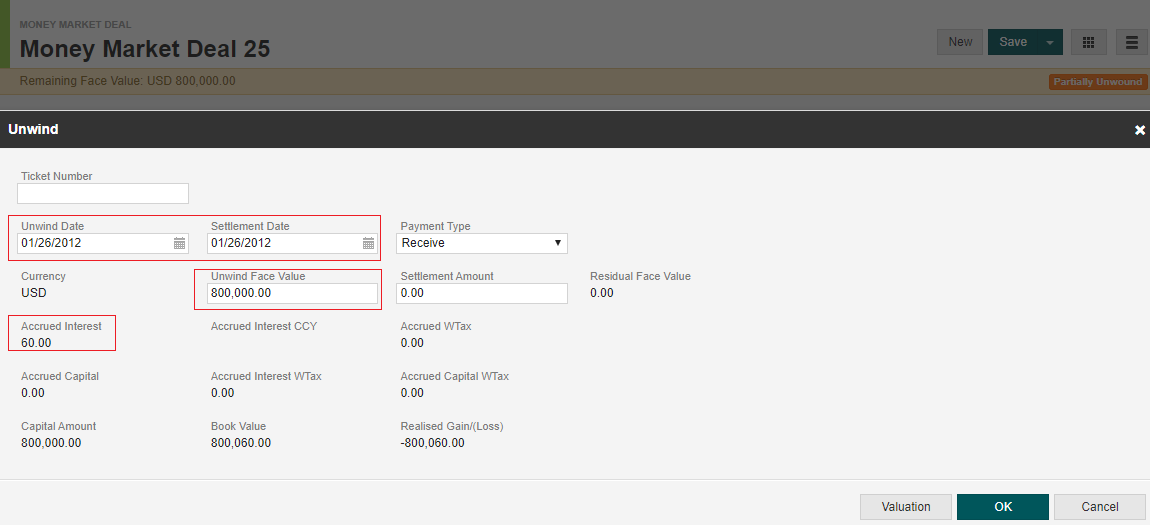 MONEY MARKET DEAL
Money Market Deal 25
New Save
Remaining Face Value: USD 800,000.00 Partially Unwound
Unwind
Ticket Number
Unwind Date Settlement Date Payment Type
01/26/2012 01/26/2012 Receive
Currency Unwind Face Value Settlement Amount Residual Face Value
USD 800,000.00 0.00 0.00
Accrued Interest Accrued Interest CCY Accrued WTax
60.00 0.00
Accrued Capital Accrued Interest WTax Accrued Capital WTax
0.00 0.00 0.00
Capital Amount Book Value Realised Gain/(Loss)
800,000.00 800,060.00 -800,060.00
Valuation OK Cancel